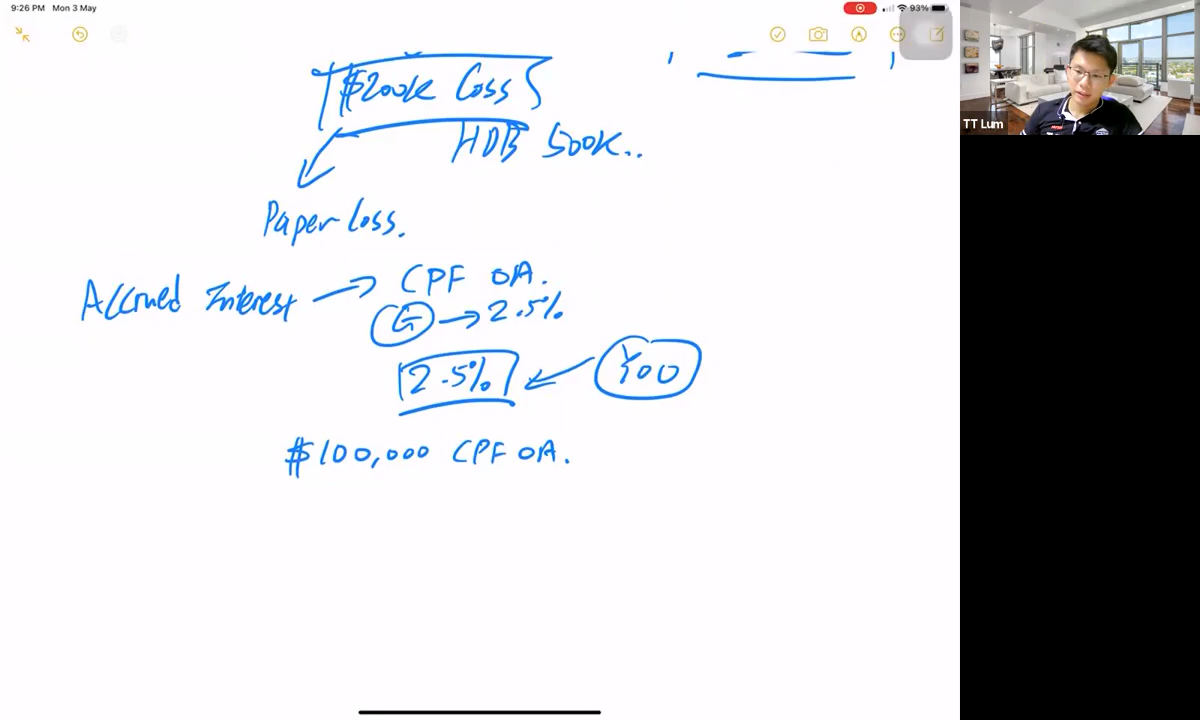 9:26 PM Mon 3 May
93%
$200K Loss
HDB 500K..
Paper loss.
Accrued Interest → CPF OA.
G → 2.5%
2.5% ← YOU
$100,000 CPF OA.
TT Lum